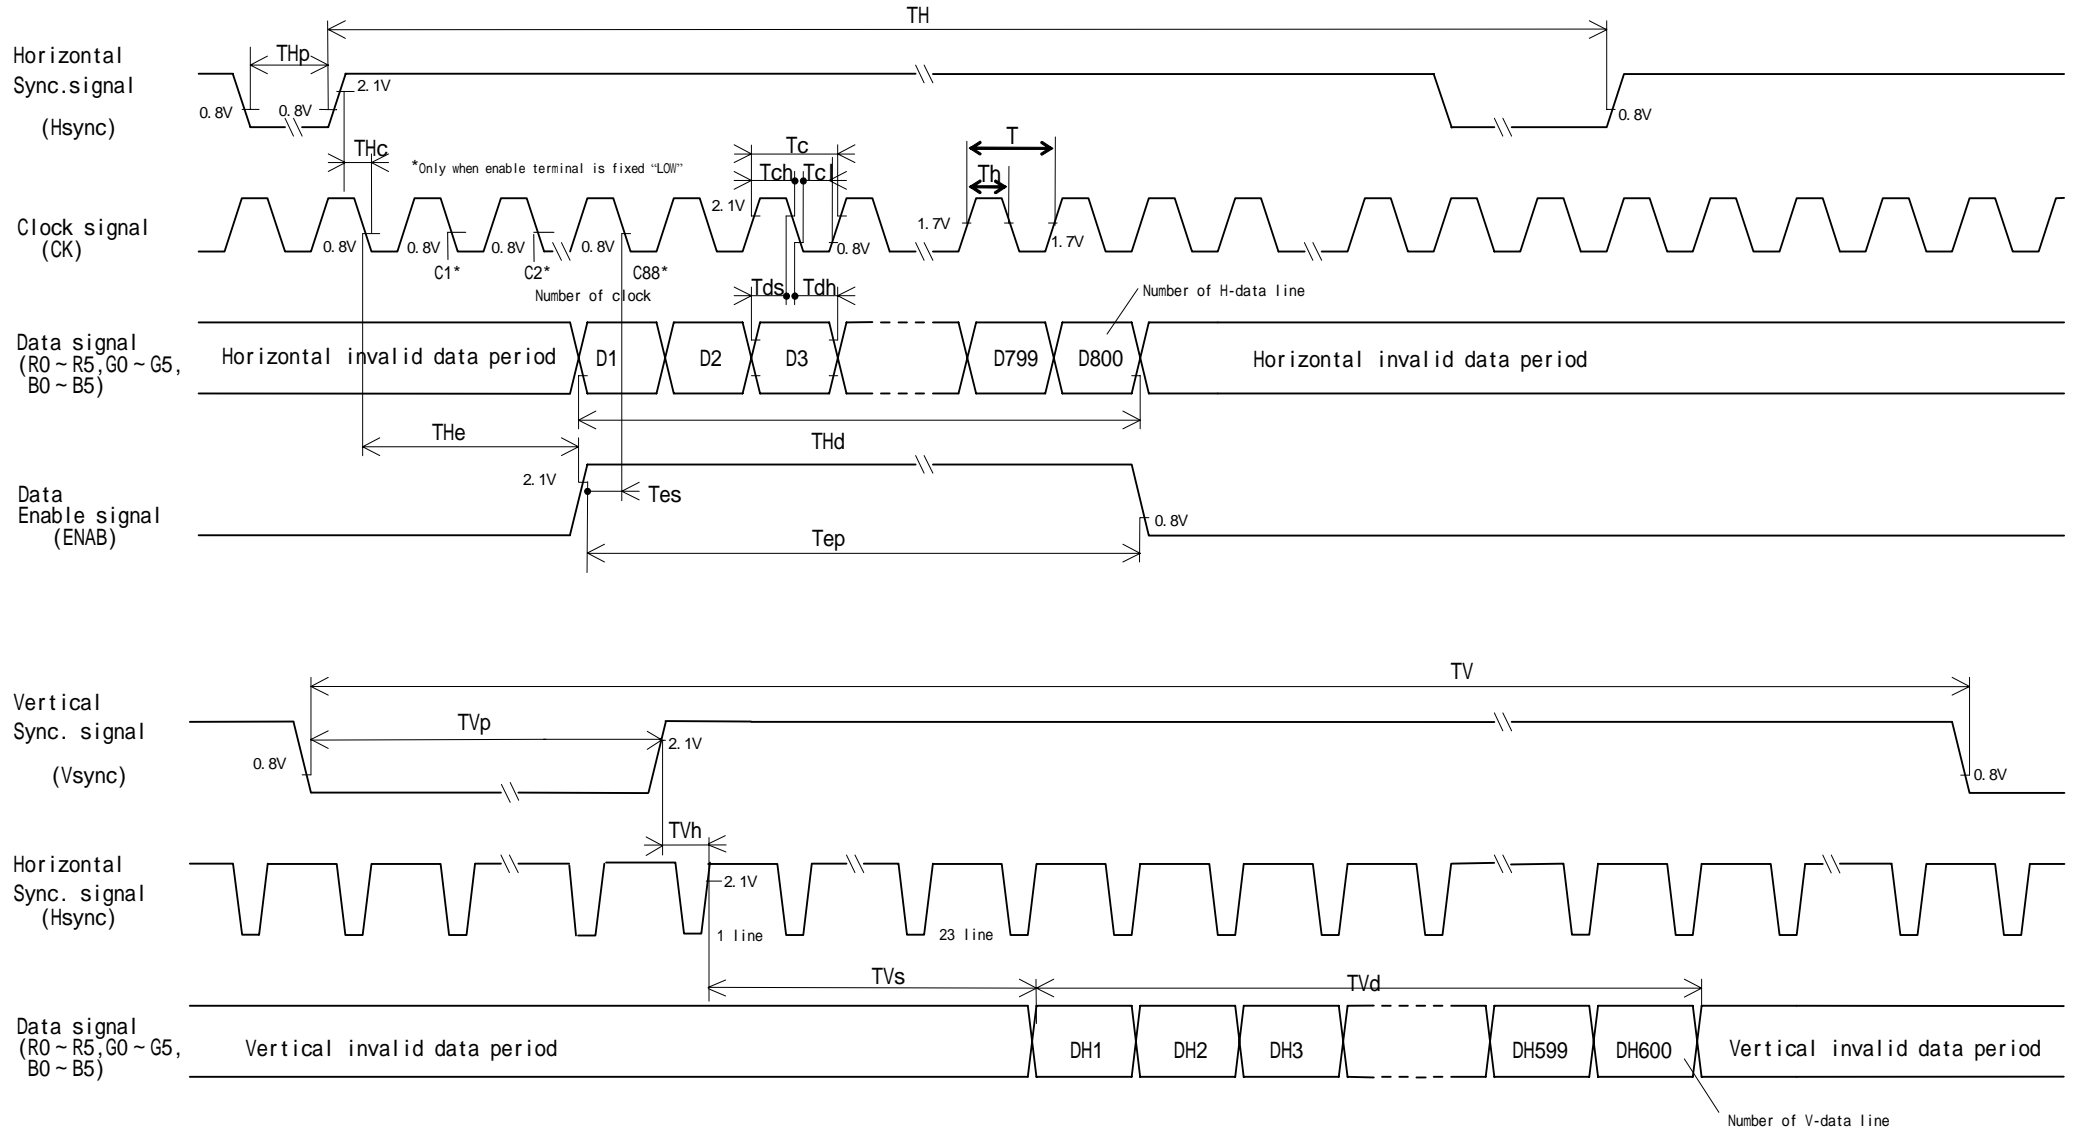 TH
Horizontal
Sync.signal
(Hsync)
THp
0.8V
0.8V
2.1V
0.8V
THc
*Only when enable terminal is fixed “LOW”
Tc
Tch
Tcl
T
Th
Clock signal
(CK)
0.8V
0.8V
0.8V
0.8V
2.1V
0.8V
1.7V
1.7V
C1*
C2*
C88*
Number of clock
Tds
Tdh
Number of H-data line
Data signal
(R0~R5,G0~G5,
B0~B5)
Horizontal invalid data period
D1
D2
D3
D799
D800
Horizontal invalid data period
THe
THd
Data
Enable signal
(ENAB)
2.1V
Tes
0.8V
Tep
TV
Vertical
Sync. signal
(Vsync)
TVp
0.8V
2.1V
0.8V
TVh
Horizontal
Sync. signal
(Hsync)
2.1V
1 line
23 line
TVs
TVd
Data signal
(R0~R5,G0~G5,
B0~B5)
Vertical invalid data period
DH1
DH2
DH3
DH599
DH600
Vertical invalid data period
Number of V-data line